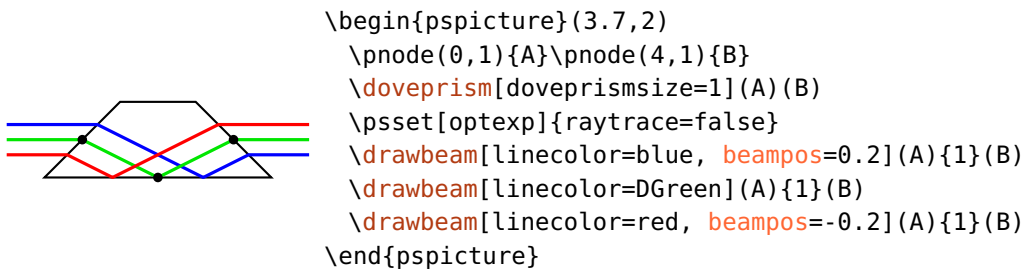 \begin{pspicture}(3.7,2)
  \pnode(0,1){A}\pnode(4,1){B}
  \doveprism[doveprismsize=1](A)(B)
  \psset[optexp]{raytrace=false}
  \drawbeam[linecolor=blue, beampos=0.2](A){1}(B)
  \drawbeam[linecolor=DGreen](A){1}(B)
  \drawbeam[linecolor=red, beampos=-0.2](A){1}(B)
\end{pspicture}